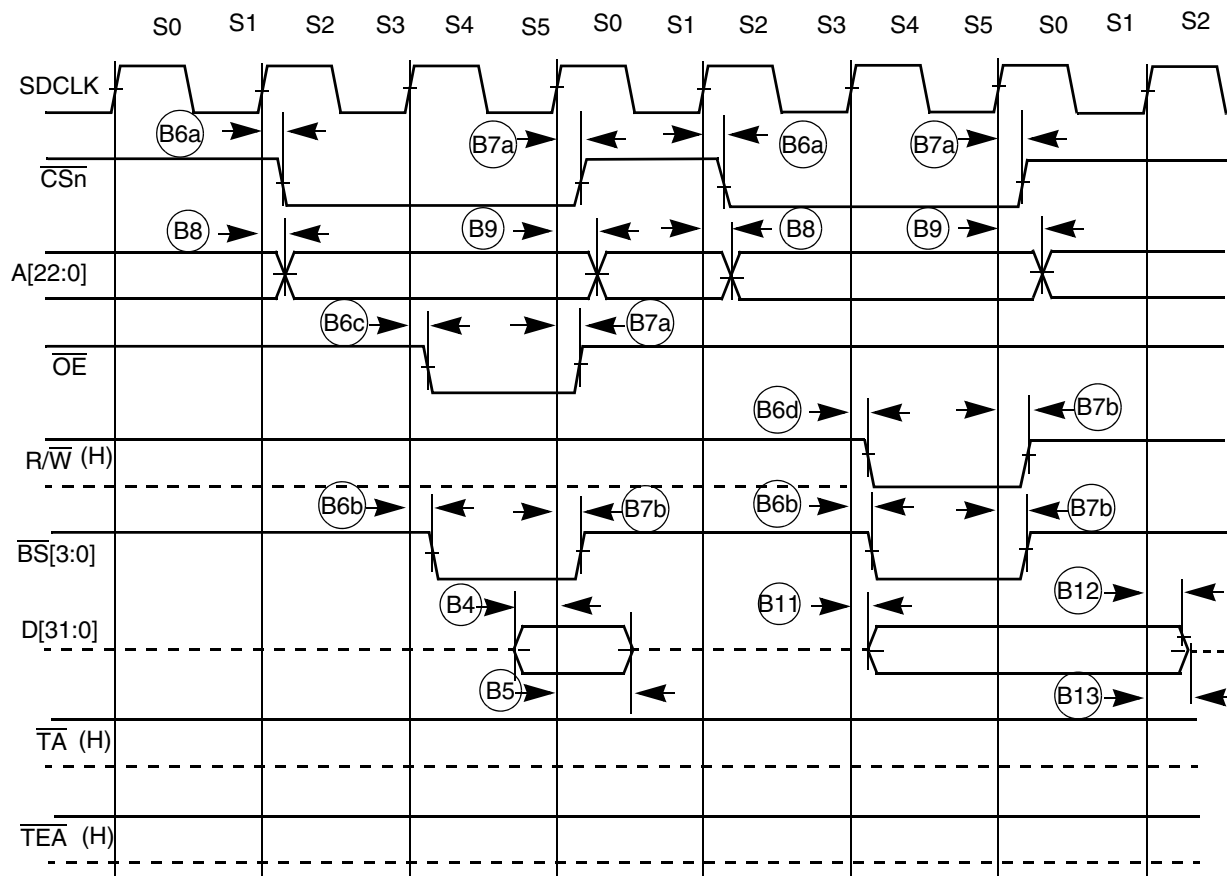 S0 S1 S2 S3 S4 S5 S0 S1 S2 S3 S4 S5 S0 S1 S2
SDCLK
B6a B7a B6a B7a
CSn
B8 B9 B8 B9
A[22:0]
B6c B7a
OE
B6d B7b
R/W (H)
B6b B7b B6b B7b
BS[3:0]
B4 B11 B12
D[31:0]
B5 B13
TA (H)
TEA (H)